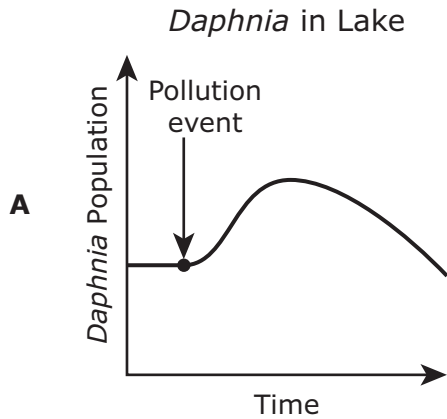 Daphnia in Lake
Pollution
event
A
Daphnia Population
Time